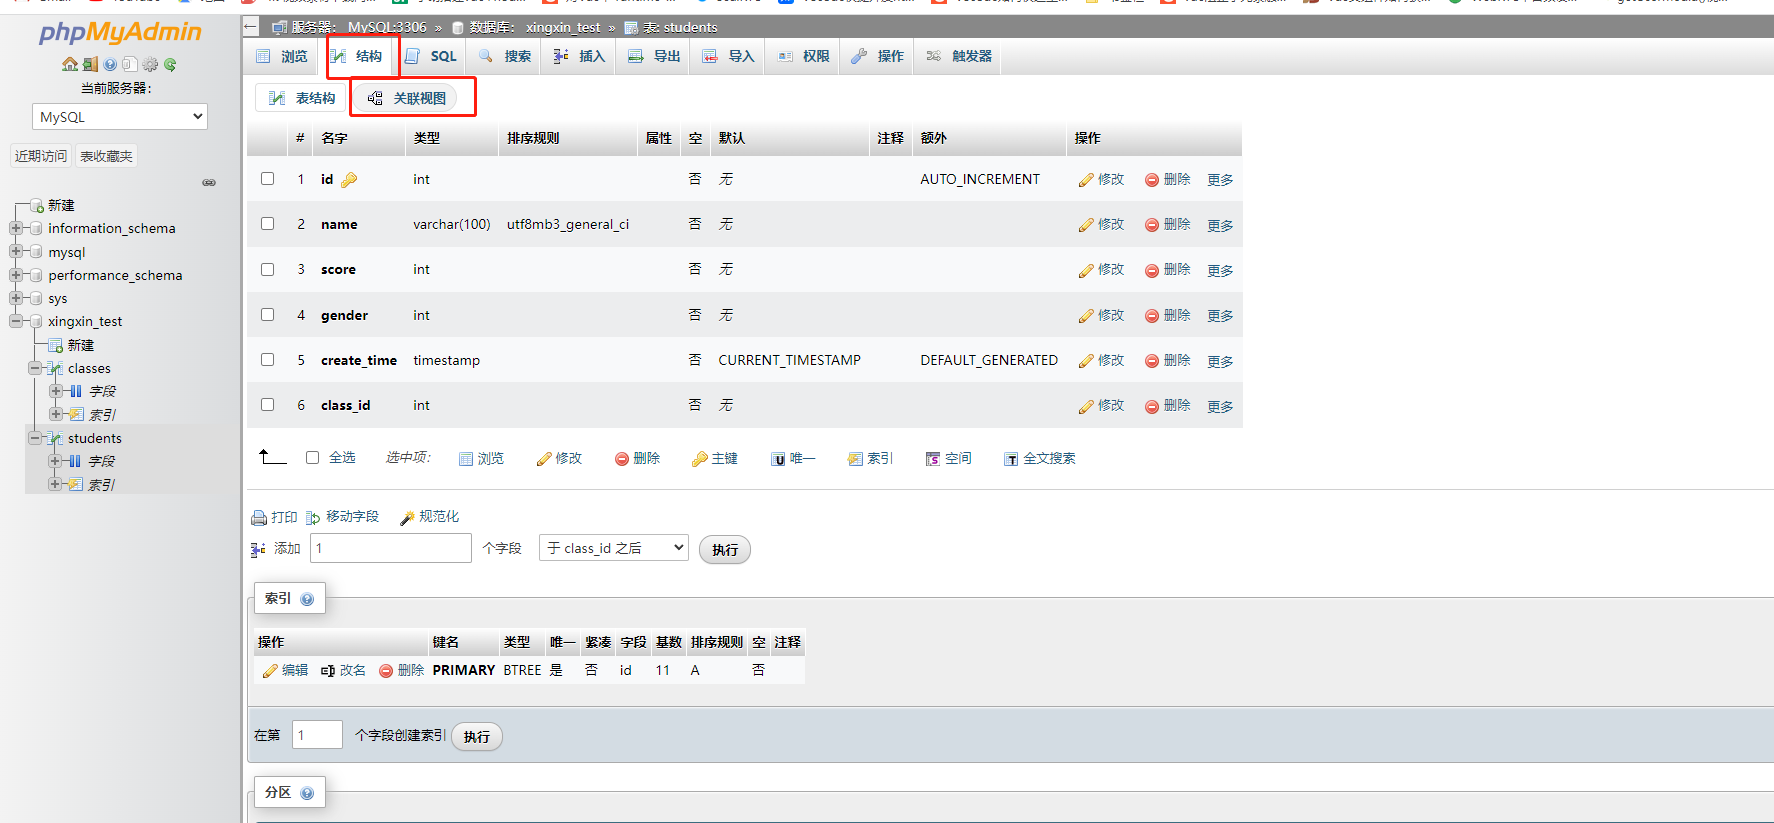 phpMyAdmin
当前服务器：
MySQL
近期访问 表收藏夹
新建
information_schema
mysql
performance_schema
sys
xingxin_test
新建
classes
字段
索引
students
字段
索引
服务器： MySQL:3306 » 数据库： xingxin_test » 表: students
浏览 结构 SQL 搜索 插入 导出 导入 权限 操作 触发器
表结构 关联视图
# 名字 类型 排序规则 属性 空 默认 注释 额外 操作
1 id int 否 无 AUTO_INCREMENT 修改 删除 更多
2 name varchar(100) utf8mb3_general_ci 否 无 修改 删除 更多
3 score int 否 无 修改 删除 更多
4 gender int 否 无 修改 删除 更多
5 create_time timestamp 否 CURRENT_TIMESTAMP DEFAULT_GENERATED 修改 删除 更多
6 class_id int 否 无 修改 删除 更多
全选 选中项: 浏览 修改 删除 主键 唯一 索引 空间 全文搜索
打印 移动字段 规范化
添加 1 个字段 于 class_id 之后 执行
索引
操作 键名 类型 唯一 紧凑 字段 基数 排序规则 空 注释
编辑 改名 删除 PRIMARY BTREE 是 否 id 11 A 否
在第 1 个字段创建索引 执行
分区